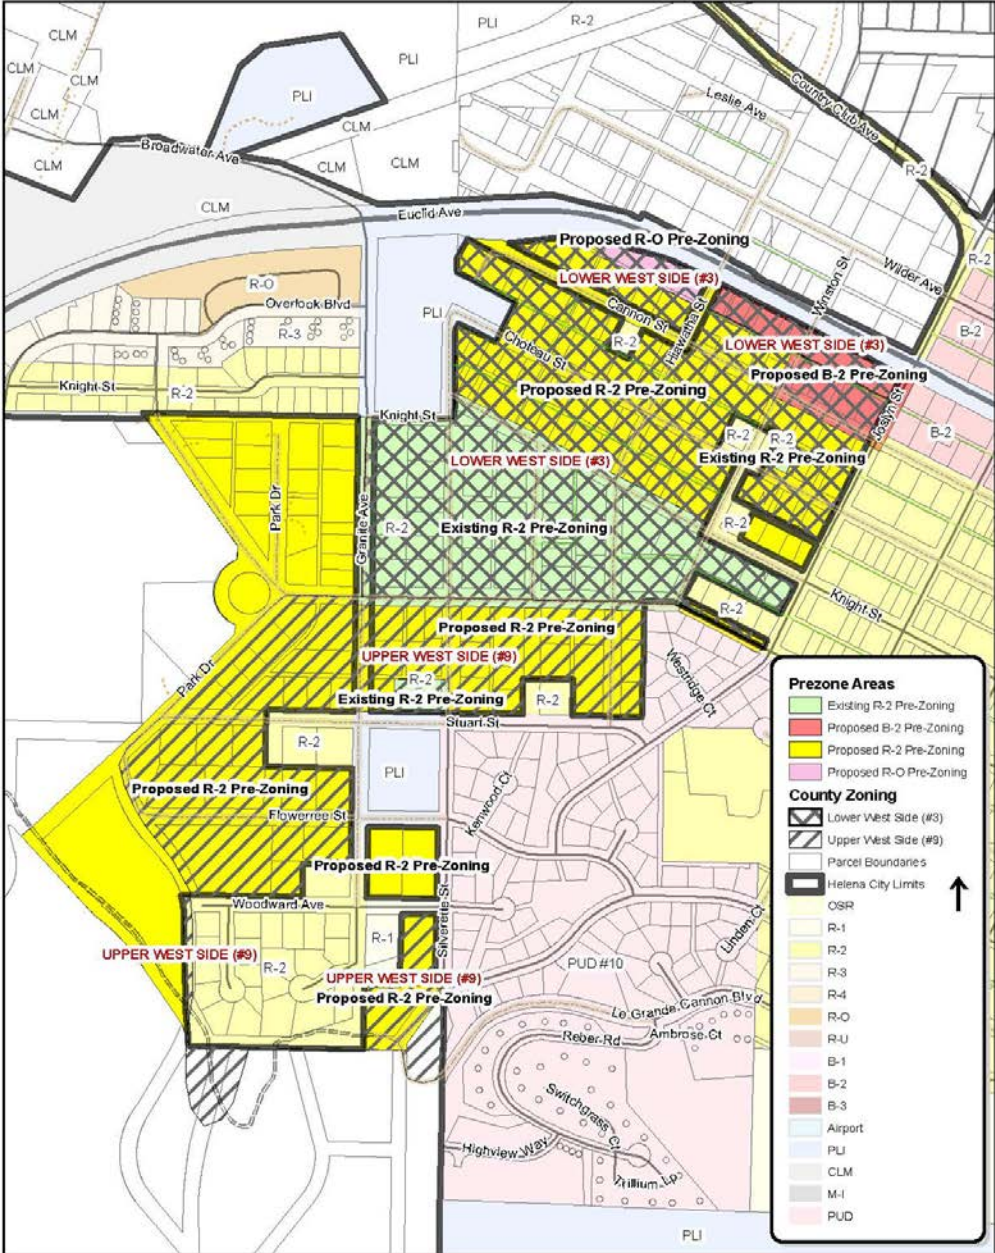 PLI
R-2
CLM
PLI
CLM
CLM
PLI
CLM
Leslie Ave
Country Club Ave
CLM
Broadwater Ave
CLM
CLM
CLM
R-2
CLM
Euclid Ave
Proposed R-O Pre-Zoning
R-2
Wilder Ave
LOWER WEST SIDE (#3)
Winston St
R-O
Overlook Blvd
Cannon St
Hiawatha St
PLI
R-3
Choteau St
R-2
LOWER WEST SIDE (#3)
B-2
Proposed B-2 Pre-Zoning
Knight St
R-2
Proposed R-2 Pre-Zoning
Joslyn St
Knight St
R-2
R-2
B-2
LOWER WEST SIDE (#3)
Existing R-2 Pre-Zoning
Park Dr
Granite Ave
R-2
Existing R-2 Pre-Zoning
R-2
R-2
Knight St
Proposed R-2 Pre-Zoning
UPPER WEST SIDE (#9)
Park Dr
R-2
Westridge Ct
Existing R-2 Pre-Zoning
R-2
Stuart St
R-2
PLI
Proposed R-2 Pre-Zoning
Kenwood Ct
Flowerree St
Proposed R-2 Pre-Zoning
Woodward Ave
Silverette St
R-1
Linden Ct
UPPER WEST SIDE (#9)
R-2
PUD #10
UPPER WEST SIDE (#9)
Proposed R-2 Pre-Zoning
Le Grande Cannon Blvd
Reber Rd
Ambrose Ct
Switchgrass Ct
Highview Way
Trillium Lp
PLI
Prezone Areas
Existing R-2 Pre-Zoning
Proposed B-2 Pre-Zoning
Proposed R-2 Pre-Zoning
Proposed R-O Pre-Zoning
County Zoning
Lower West Side (#3)
Upper West Side (#9)
Parcel Boundaries
Helena City Limits
OSR
R-1
R-2
R-3
R-4
R-O
R-U
B-1
B-2
B-3
Airport
PLI
CLM
M-I
PUD